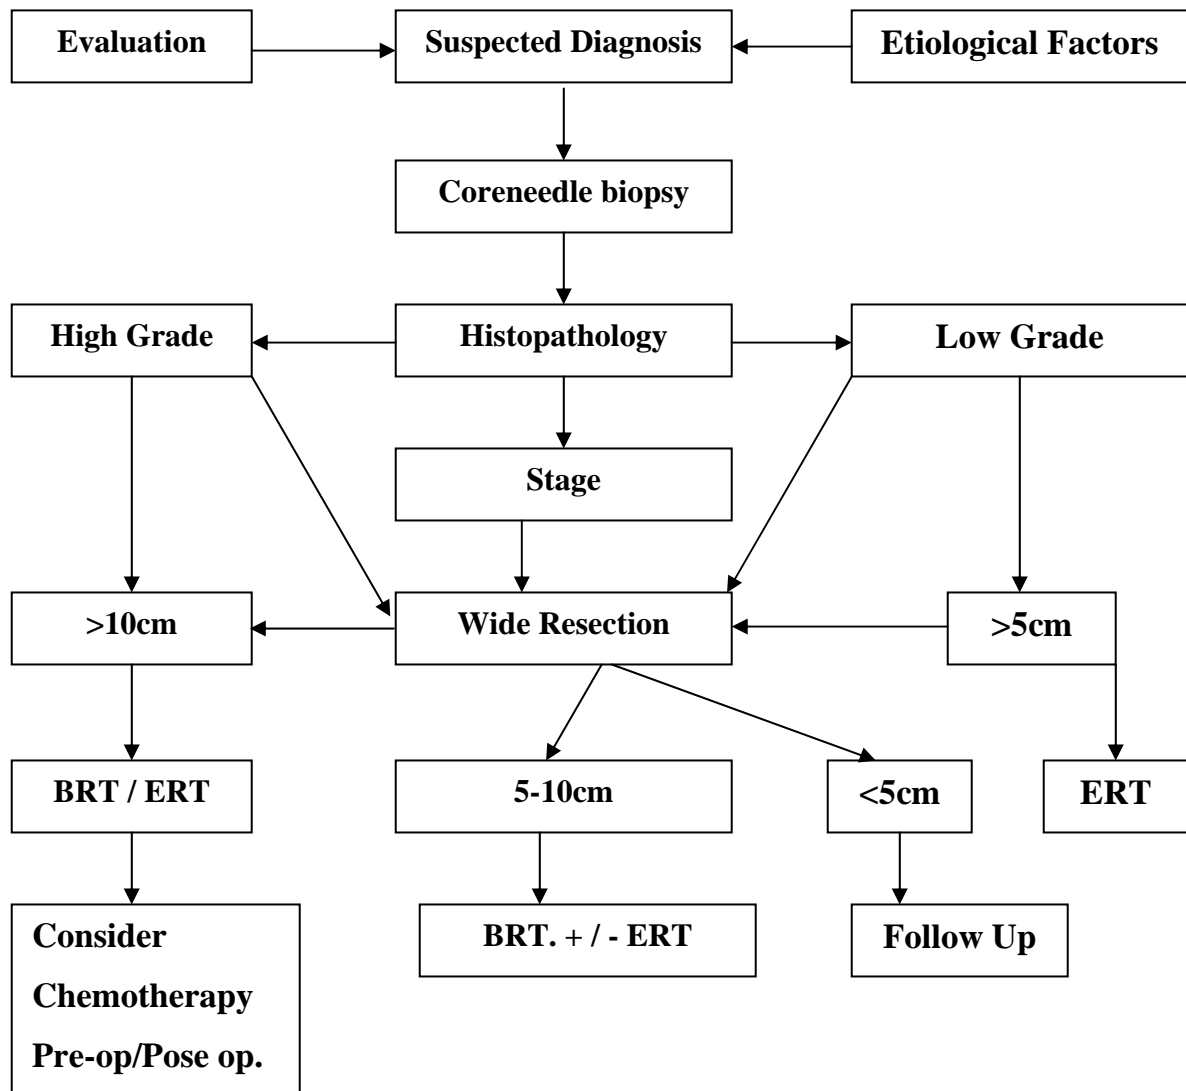 Evaluation
Suspected Diagnosis
Etiological Factors
Coreneedle biopsy
High Grade
Histopathology
Low Grade
Stage
>10cm
Wide Resection
>5cm
BRT / ERT
5-10cm
<5cm
ERT
Consider
Chemotherapy
Pre-op/Pose op.
BRT. + / - ERT
Follow Up